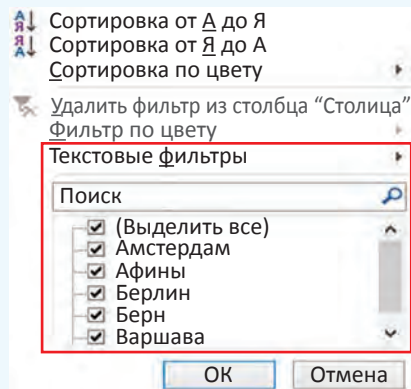 Сортировка от А до Я
Сортировка от Я до А
Сортировка по цвету
Удалить фильтр из столбца “Столица”
Фильтр по цвету
Текстовые фильтры
Поиск
(Выделить все)
Амстердам
Афины
Берлин
Берн
Варшава
ОК Отмена